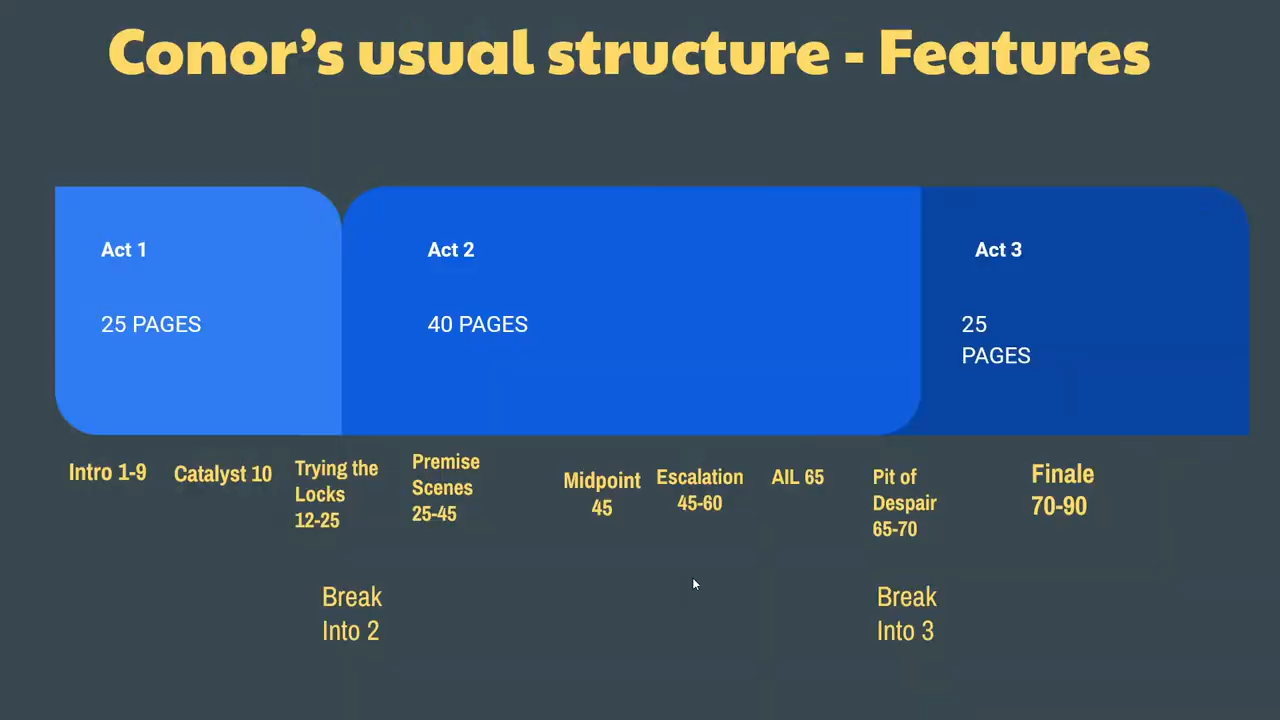 Conor's usual structure - Features
Act 1
25 PAGES
Act 2
40 PAGES
Act 3
25
PAGES
Intro 1-9
Catalyst 10
Trying the
Locks
12-25
Premise
Scenes
25-45
Midpoint
45
Escalation
45-60
AIL 65
Pit of
Despair
65-70
Finale
70-90
Break
Into 2
Break
Into 3